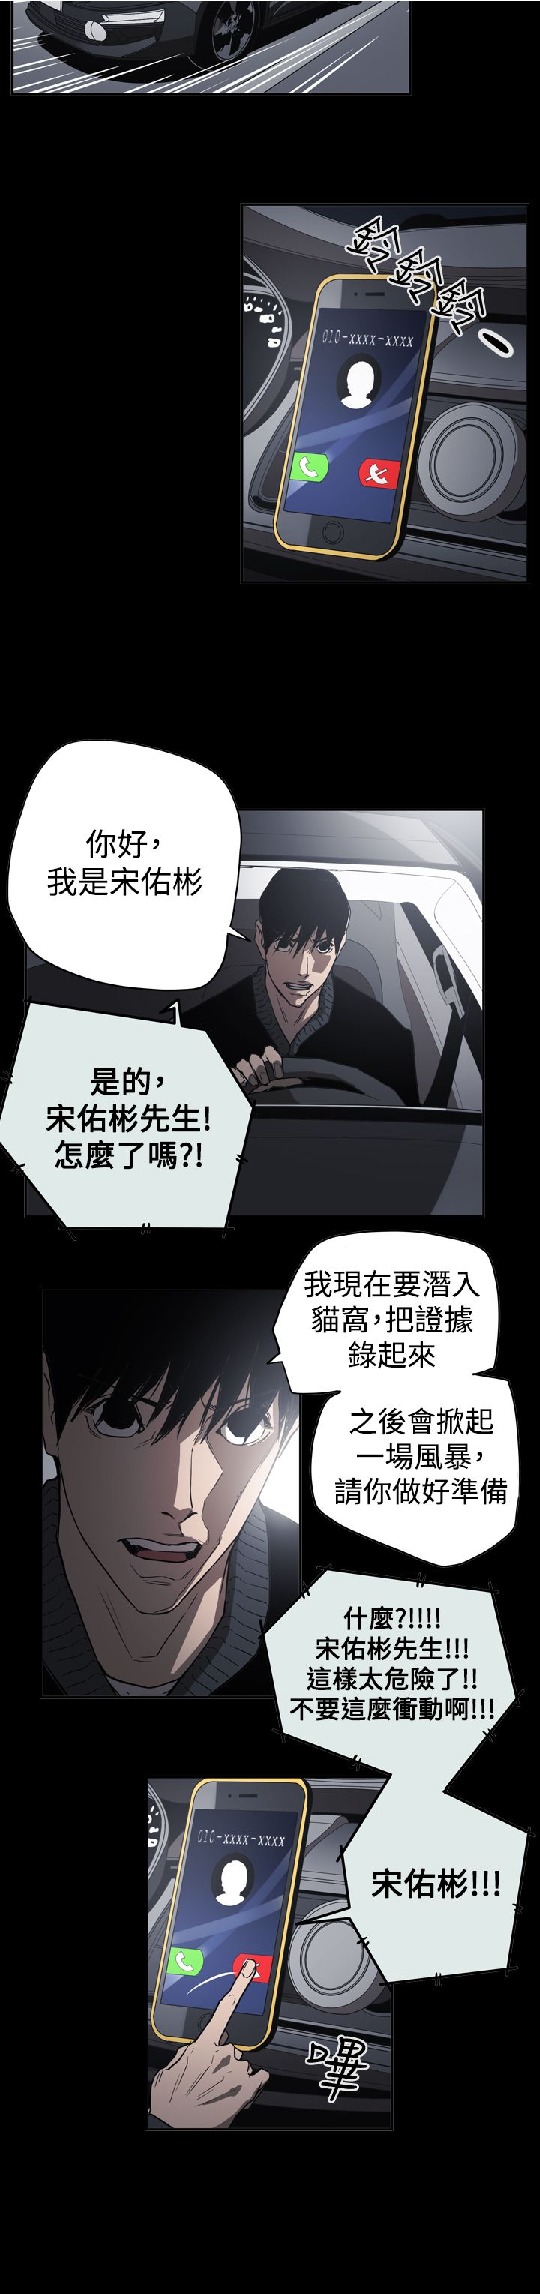 鈴鈴鈴-
010-xxxx-xxxx
你好,
我是宋佑彬
是的,
宋佑彬先生!
怎麼了嗎?!
我現在要潛入
貓窩,把證據
錄起來
之後會掀起
一場風暴,
請你做好準備
什麼?!!!!
宋佑彬先生!!!
這樣太危險了!!
不要這麼衝動啊!!!
宋佑彬!!!
010-xxxx-xxxx
嗶